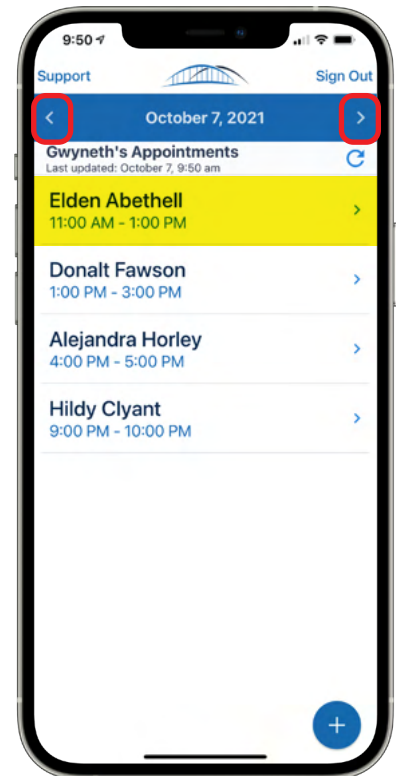 9:50
Support
Sign Out
October 7, 2021
Gwyneth's Appointments
Last updated: October 7, 9:50 am
Elden Abethell
11:00 AM - 1:00 PM
Donalt Fawson
1:00 PM - 3:00 PM
Alejandra Horley
4:00 PM - 5:00 PM
Hildy Clyant
9:00 PM - 10:00 PM